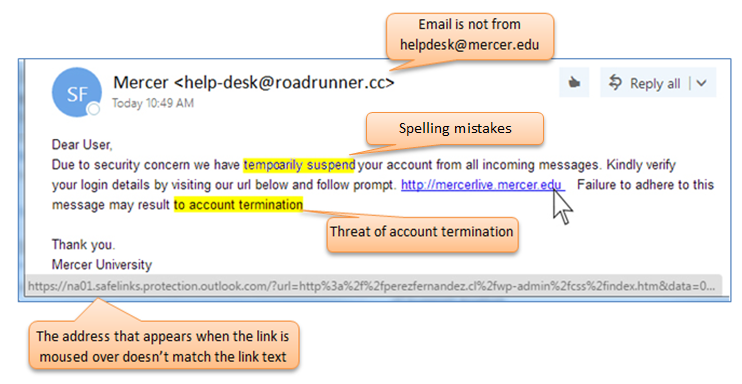 Email is not from
helpdesk@mercer.edu
SF
Mercer <help-desk@roadrunner.cc>
Today 10:49 AM
Reply all
Spelling mistakes
Dear User,
Due to security concern we have tempoarily suspend your account from all incoming messages. Kindly verify
your login details by visiting our url below and follow prompt. http://mercerlive.mercer.edu Failure to adhere to this
message may result to account termination
Threat of account termination
Thank you.
Mercer University
https://na01.safelinks.protection.outlook.com/?url=http%3a%2f%2fperezfernandez.cl%2fwp-admin%2fcss%2findex.htm&data=0...
The address that appears when the link is
moused over doesn't match the link text